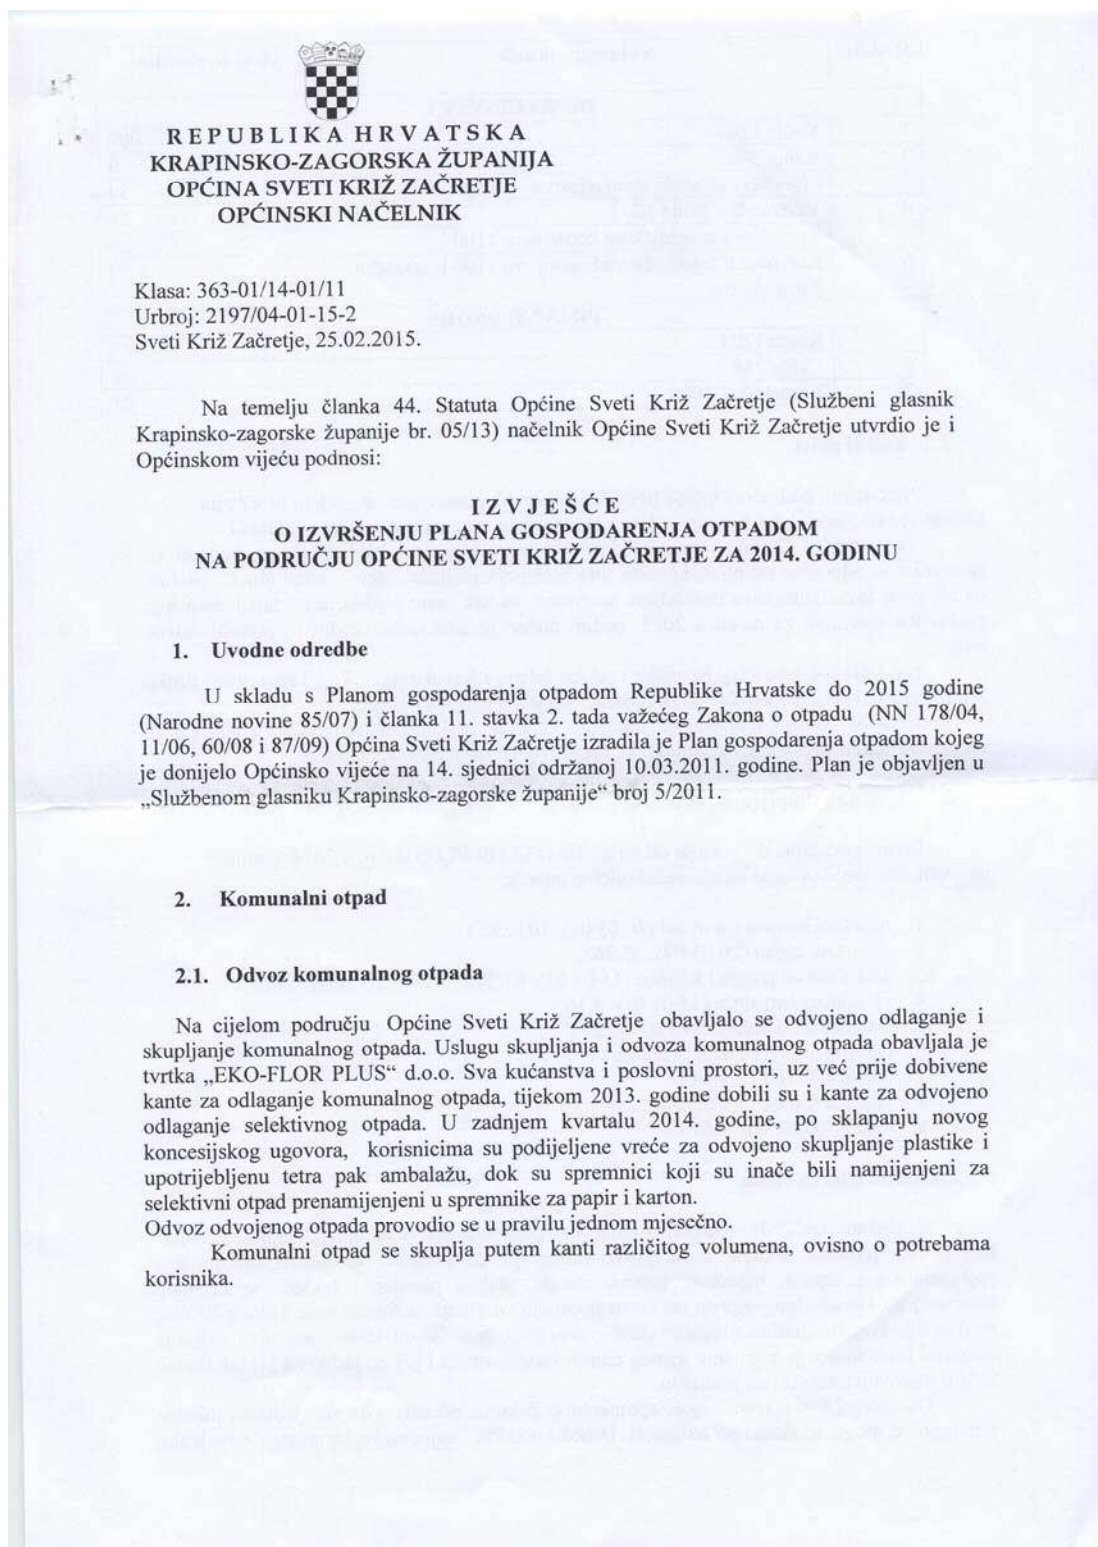 REPUBLIKA HRVATSKA
KRAPINSKO-ZAGORSKA ŽUPANIJA
OPĆINA SVETI KRIŽ ZAČRETJE
OPĆINSKI NAČELNIK
Klasa: 363-01/14-01/11
Urbroj: 2197/04-01-15-2
Sveti Križ Začretje, 25.02.2015.
Na temelju članka 44. Statuta Općine Sveti Križ Začretje (Službeni glasnik
Krapinsko-zagorske županije br. 05/13) načelnik Općine Sveti Križ Začretje utvrdio je i
Općinskom vijeću podnosi:
I Z V J E Š Ć E
O IZVRŠENJU PLANA GOSPODARENJA OTPADOM
NA PODRUČJU OPĆINE SVETI KRIŽ ZAČRETJE ZA 2014. GODINU
1. Uvodne odredbe
U skladu s Planom gospodarenja otpadom Republike Hrvatske do 2015 godine
(Narodne novine 85/07) i članka 11. stavka 2. tada važećeg Zakona o otpadu (NN 178/04,
11/06, 60/08 i 87/09) Općina Sveti Križ Začretje izradila je Plan gospodarenja otpadom kojeg
je donijelo Općinsko vijeće na 14. sjednici održanoj 10.03.2011. godine. Plan je objavljen u
„Službenom glasniku Krapinsko-zagorske županije“ broj 5/2011.
2. Komunalni otpad
2.1. Odvoz komunalnog otpada
Na cijelom području Općine Sveti Križ Začretje obavljalo se odvojeno odlaganje i
skupljanje komunalnog otpada. Uslugu skupljanja i odvoza komunalnog otpada obavljala je
tvrtka „EKO-FLOR PLUS“ d.o.o. Sva kućanstva i poslovni prostori, uz već prije dobivene
kante za odlaganje komunalnog otpada, tijekom 2013. godine dobili su i kante za odvojeno
odlaganje selektivnog otpada. U zadnjem kvartalu 2014. godine, po sklapanju novog
koncesijskog ugovora, korisnicima su podijeljene vreće za odvojeno skupljanje plastike i
upotrijebljenu tetra pak ambalažu, dok su spremnici koji su inače bili namijenjeni za
selektivni otpad prenamijenjeni u spremnike za papir i karton.
Odvoz odvojenog otpada provodio se u pravilu jednom mjesečno.
Komunalni otpad se skuplja putem kanti različitog volumena, ovisno o potrebama
korisnika.